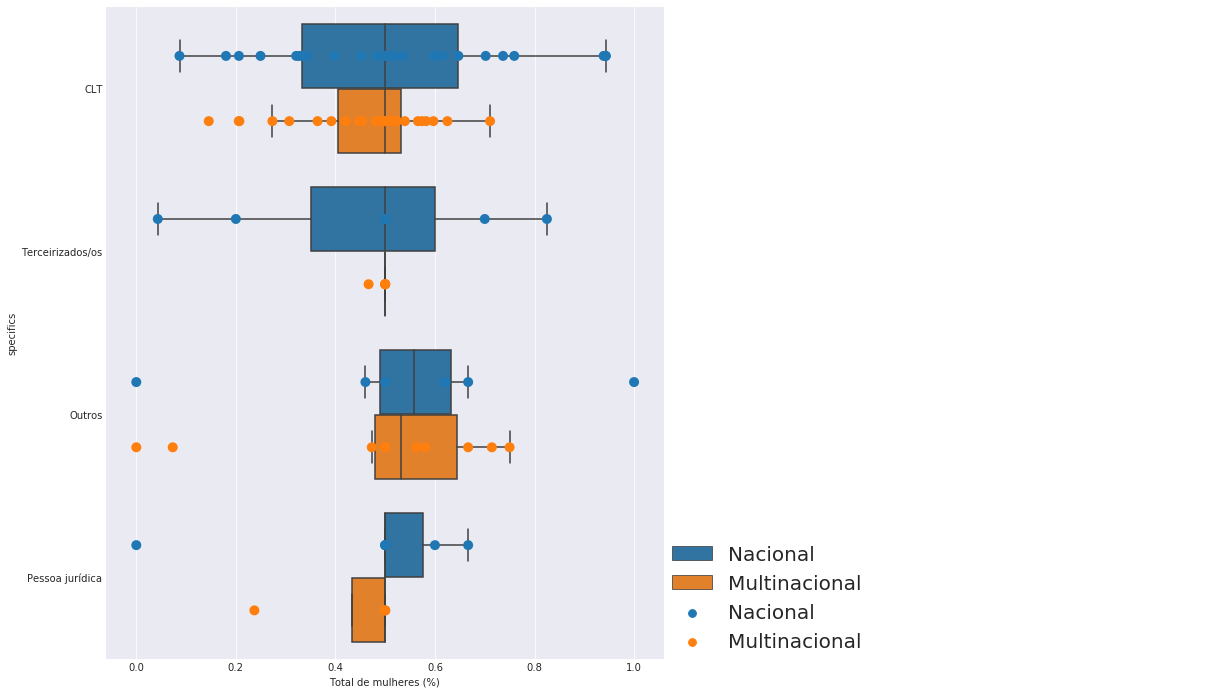 CLT
Terceirizados/os
Outros
Pessoa jurídica
specifics
0.0 0.2 0.4 0.6 0.8 1.0
Total de mulheres (%)
Nacional
Multinacional
Nacional
Multinacional